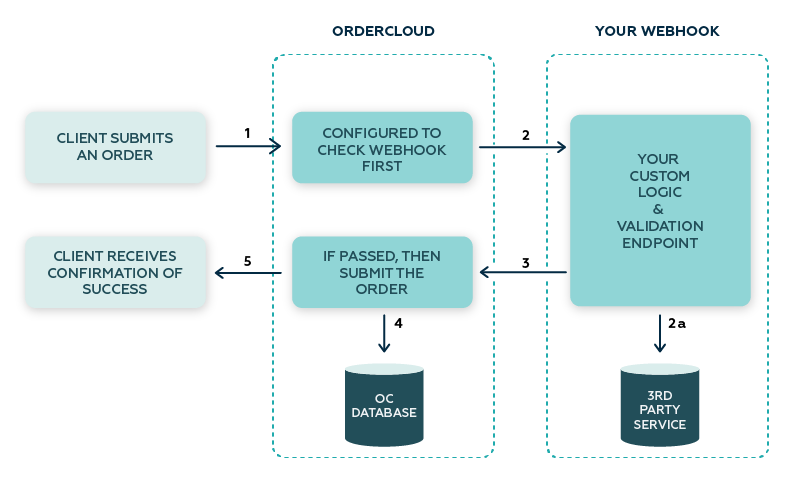 ORDERCLOUD
YOUR WEBHOOK
CLIENT SUBMITS
AN ORDER
1
CONFIGURED TO
CHECK WEBHOOK
FIRST
2
YOUR
CUSTOM
LOGIC
&
VALIDATION
ENDPOINT
CLIENT RECEIVES
CONFIRMATION OF
SUCCESS
5
IF PASSED, THEN
SUBMIT THE
ORDER
3
4
2a
OC
DATABASE
3RD
PARTY
SERVICE